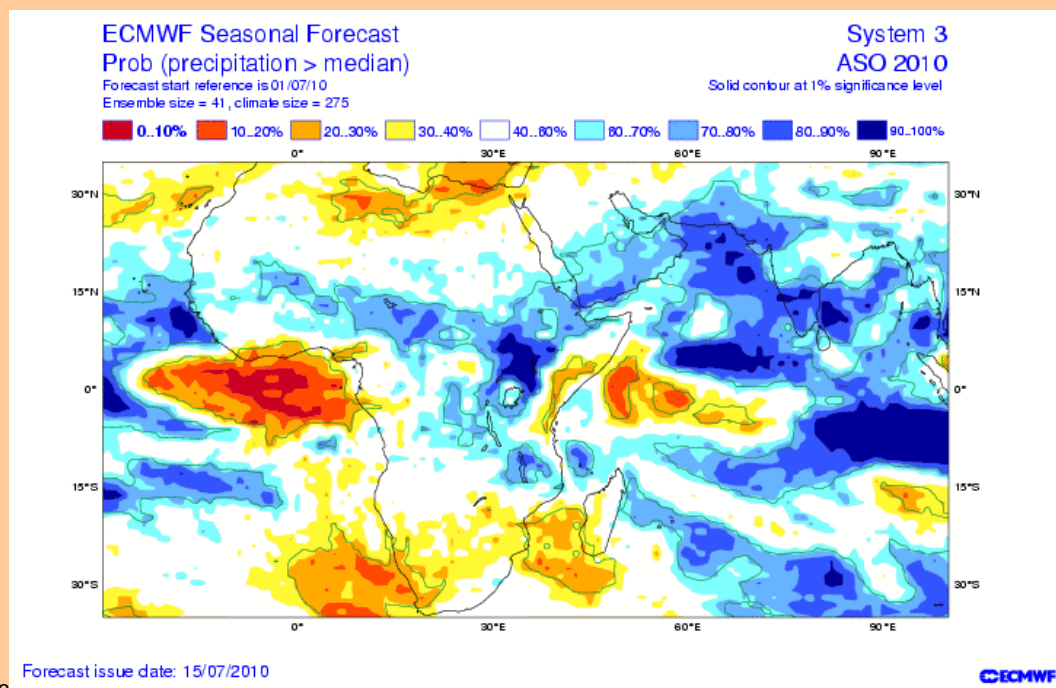 ECMWF Seasonal Forecast
System 3
Prob (precipitation > median)
ASO 2010
Forecast start reference is 01/07/10
Solid contour at 1% significance level
Ensemble size = 41, climate size = 275
0..10% 10..20% 20..30% 30..40% 40..60% 60..70% 70..80% 80..90% 90..100%
0° 30°E 60°E 90°E
30°N 30°N
15°N 15°N
0° 0°
15°S 15°S
30°S 30°S
0° 30°E 60°E 90°E
Forecast issue date: 15/07/2010
ECMWF